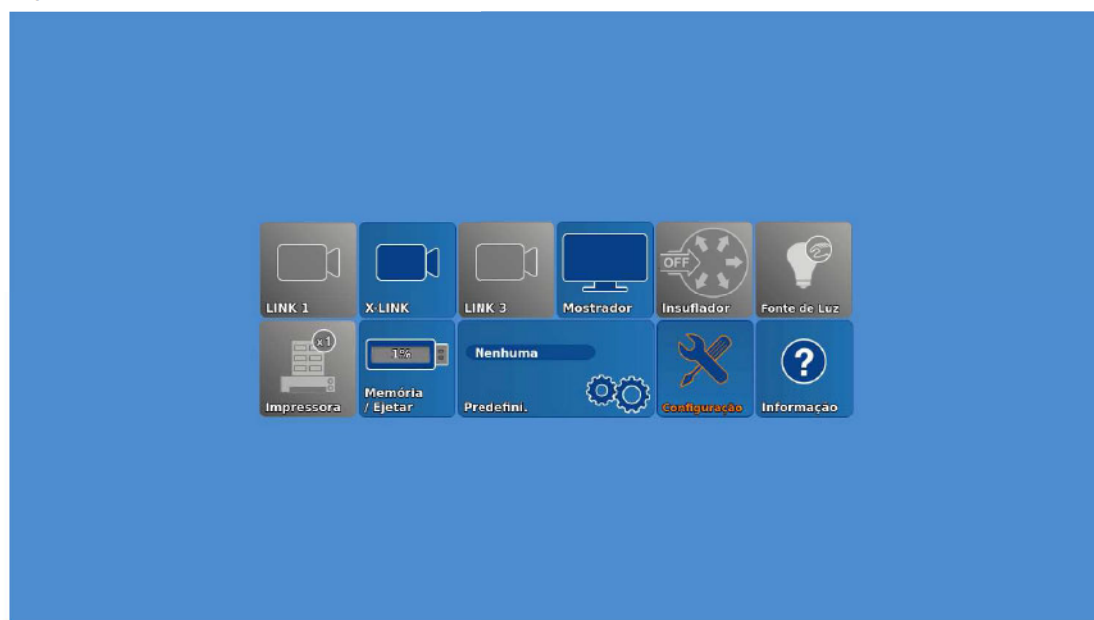 OFF
LINK 1
X-LINK
LINK 3
Mostrador
Insuflador
Fonte de Luz
x1
1%
Nenhuma
?
Impressora
Memória
/ Ejetar
Predefini.
Configuração
Informação